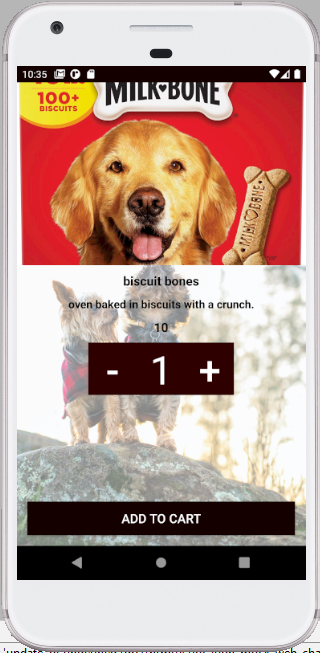 10:35
100+
BISCUITS
MILK-BONE
MILK BONE
biscuit bones
oven baked in biscuits with a crunch.
10
- 1 +
ADD TO CART